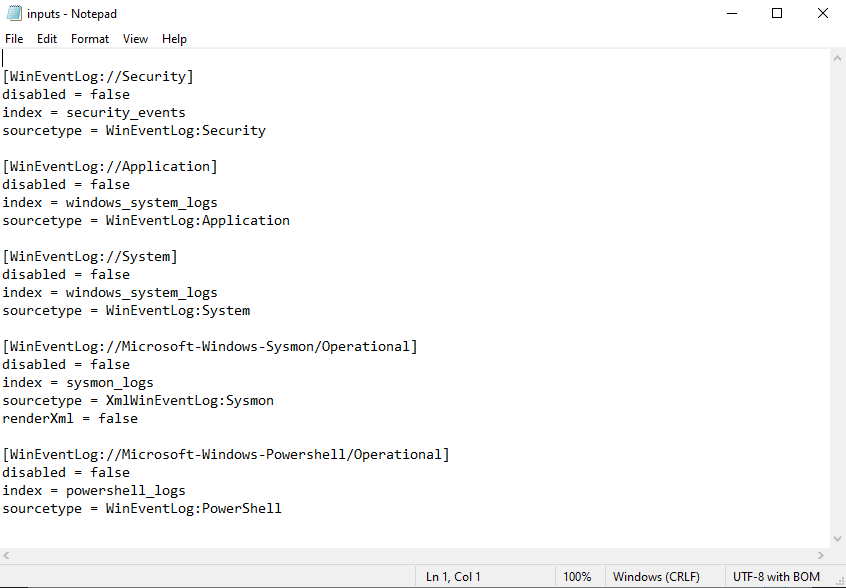 inputs - Notepad
File Edit Format View Help
[WinEventLog://Security]
disabled = false
index = security_events
sourcetype = WinEventLog:Security
[WinEventLog://Application]
disabled = false
index = windows_system_logs
sourcetype = WinEventLog:Application
[WinEventLog://System]
disabled = false
index = windows_system_logs
sourcetype = WinEventLog:System
[WinEventLog://Microsoft-Windows-Sysmon/Operational]
disabled = false
index = sysmon_logs
sourcetype = XmlWinEventLog:Sysmon
renderXml = false
[WinEventLog://Microsoft-Windows-Powershell/Operational]
disabled = false
index = powershell_logs
sourcetype = WinEventLog:PowerShell
Ln 1, Col 1 100% Windows (CRLF) UTF-8 with BOM